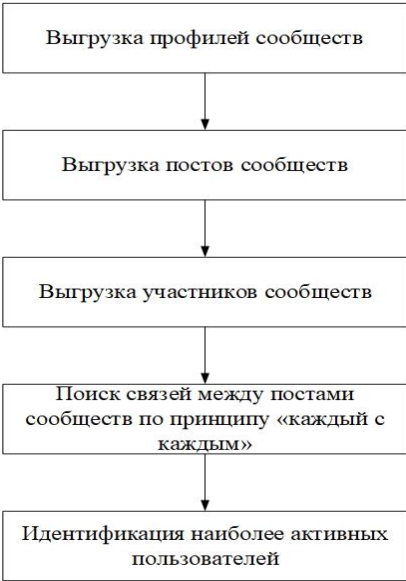 Выгрузка профилей сообществ
Выгрузка постов сообществ
Выгрузка участников сообществ
Поиск связей между постами
сообществ по принципу «каждый с
каждым»
Идентификация наиболее активных
пользователей